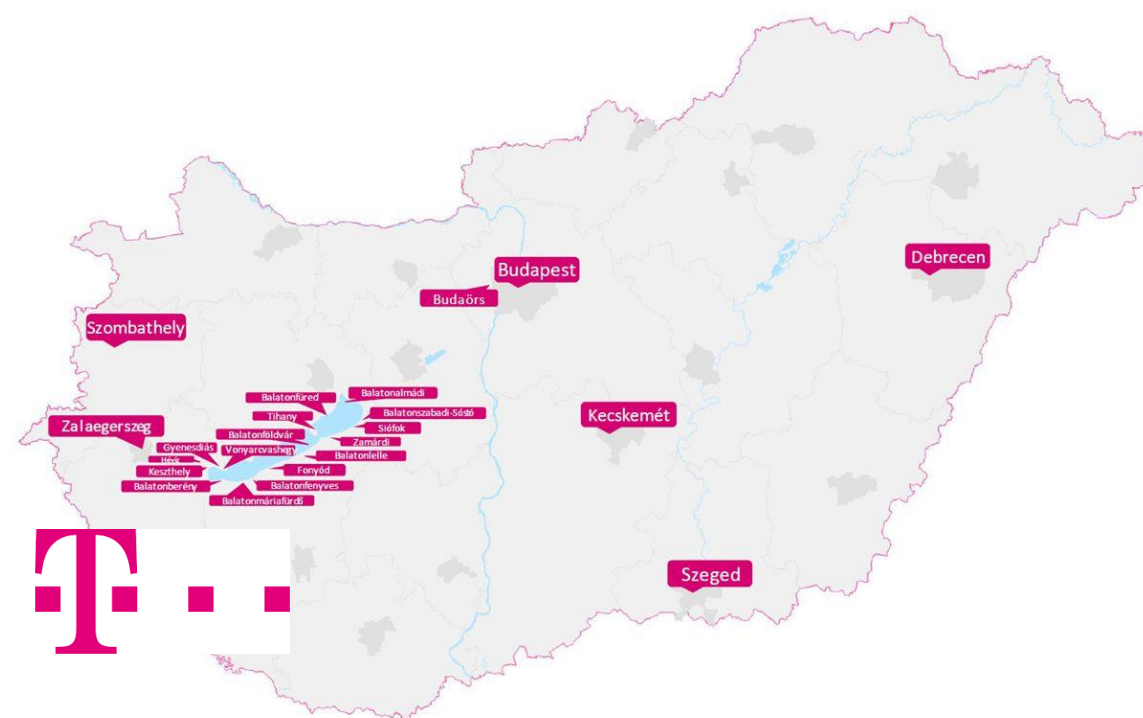 Budapest
Debrecen
Budaörs
Szombathely
Balatonfüred
Balatonalmádi
Tihany
Balatonszabadi-Sóstó
Siófok
Kecskemét
Zalaegerszeg
Balatonföldvár
Zamárdi
Gyenesdiás
Vonyarcvashegy
Balatonlelle
Keszthely
Fonyód
Balatonberény
Balatonfenyves
Balatonmáriafürdő
Szeged
T